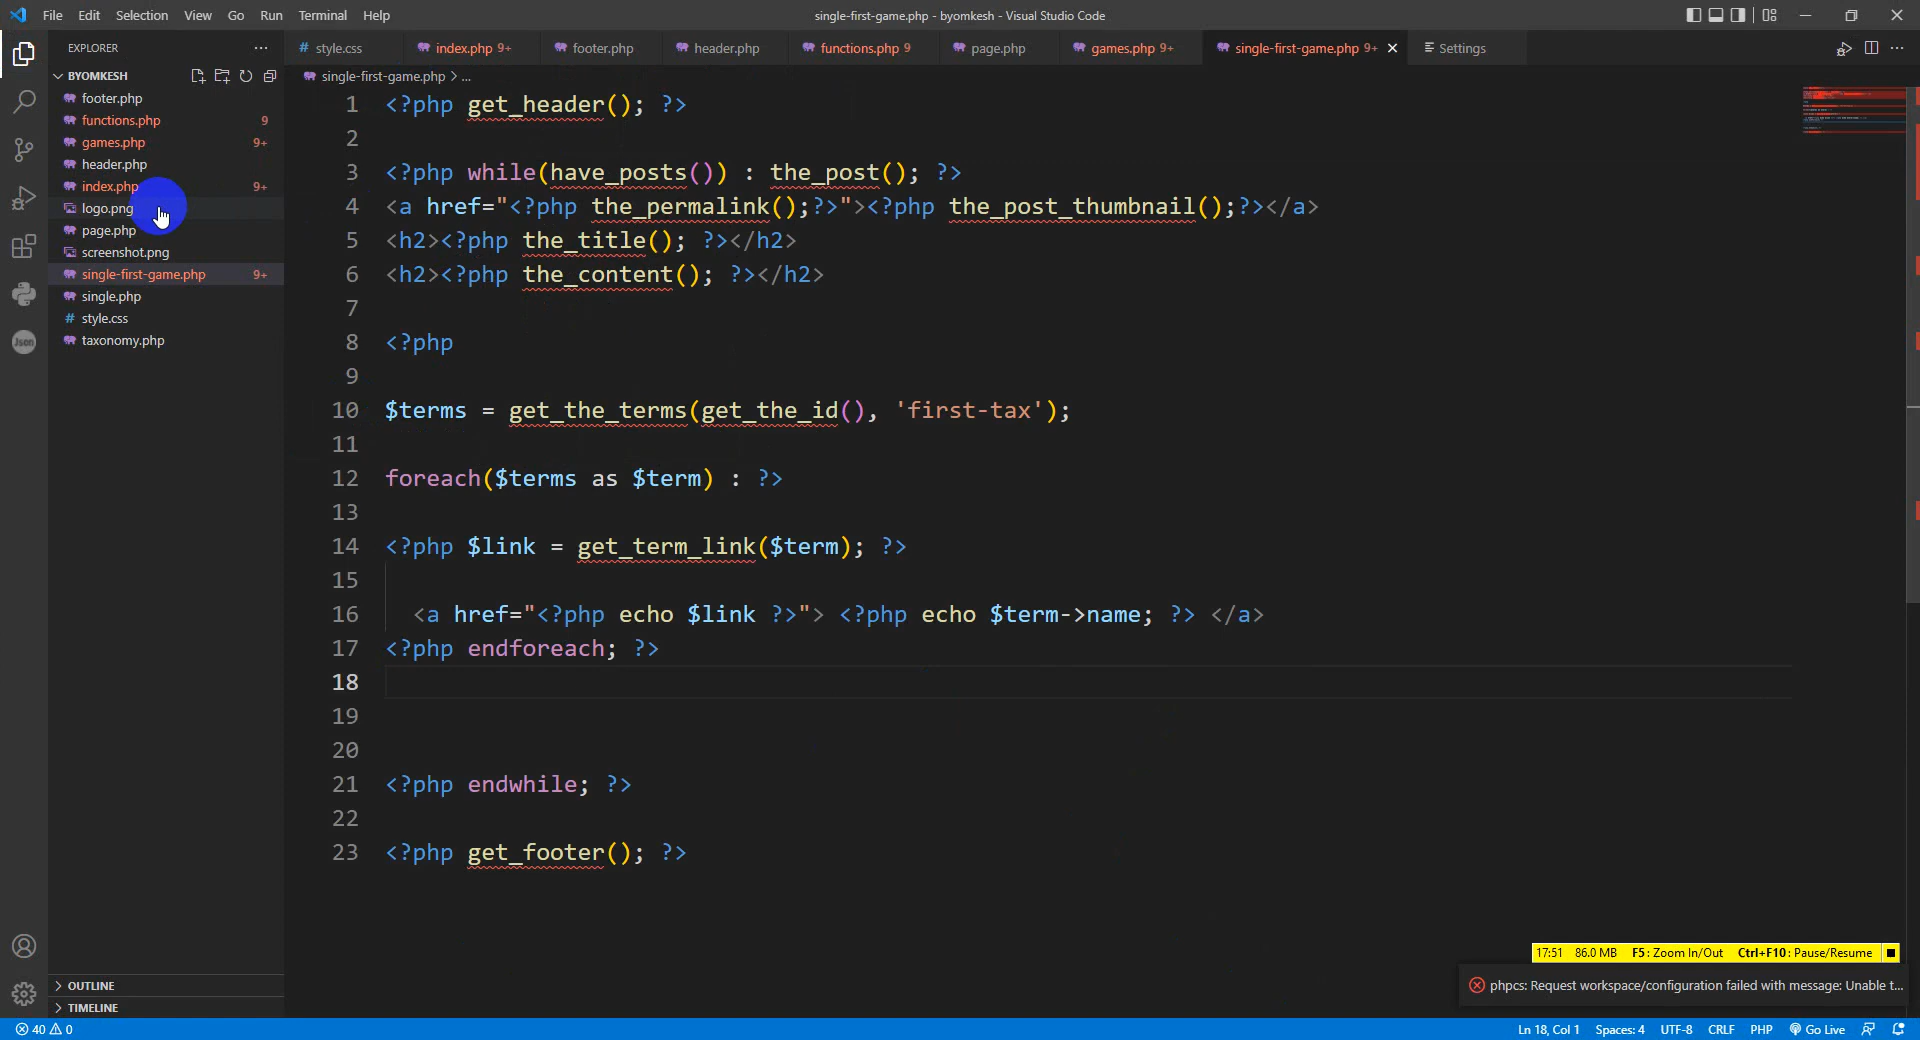 File Edit Selection View Go Run Terminal Help
single-first-game.php - byomkesh - Visual Studio Code
EXPLORER
style.css
index.php 9+
footer.php
header.php
functions.php 9
page.php
games.php 9+
single-first-game.php 9+
Settings
BYOMKESH
single-first-game.php > ...
footer.php
functions.php 9
games.php 9+
header.php
index.php 9+
logo.png
page.php
screenshot.png
single-first-game.php 9+
single.php
style.css
taxonomy.php
1 <?php get_header(); ?>
2
3 <?php while(have_posts()) : the_post(); ?>
4 <a href="<?php the_permalink();?>"><?php the_post_thumbnail();?></a>
5 <h2><?php the_title(); ?></h2>
6 <h2><?php the_content(); ?></h2>
7
8 <?php
9
10 $terms = get_the_terms(get_the_id(), 'first-tax');
11
12 foreach($terms as $term) : ?>
13
14 <?php $link = get_term_link($term); ?>
15
16 <a href="<?php echo $link ?>"> <?php echo $term->name; ?> </a>
17 <?php endforeach; ?>
18
19
20
21 <?php endwhile; ?>
22
23 <?php get_footer(); ?>
Json
OUTLINE
TIMELINE
17:51 86.0 MB F5: Zoom In/Out Ctrl+F10: Pause/Resume
phpcs: Request workspace/configuration failed with message: Unable t...
40 0
Ln 18, Col 1 Spaces: 4 UTF-8 CRLF PHP Go Live